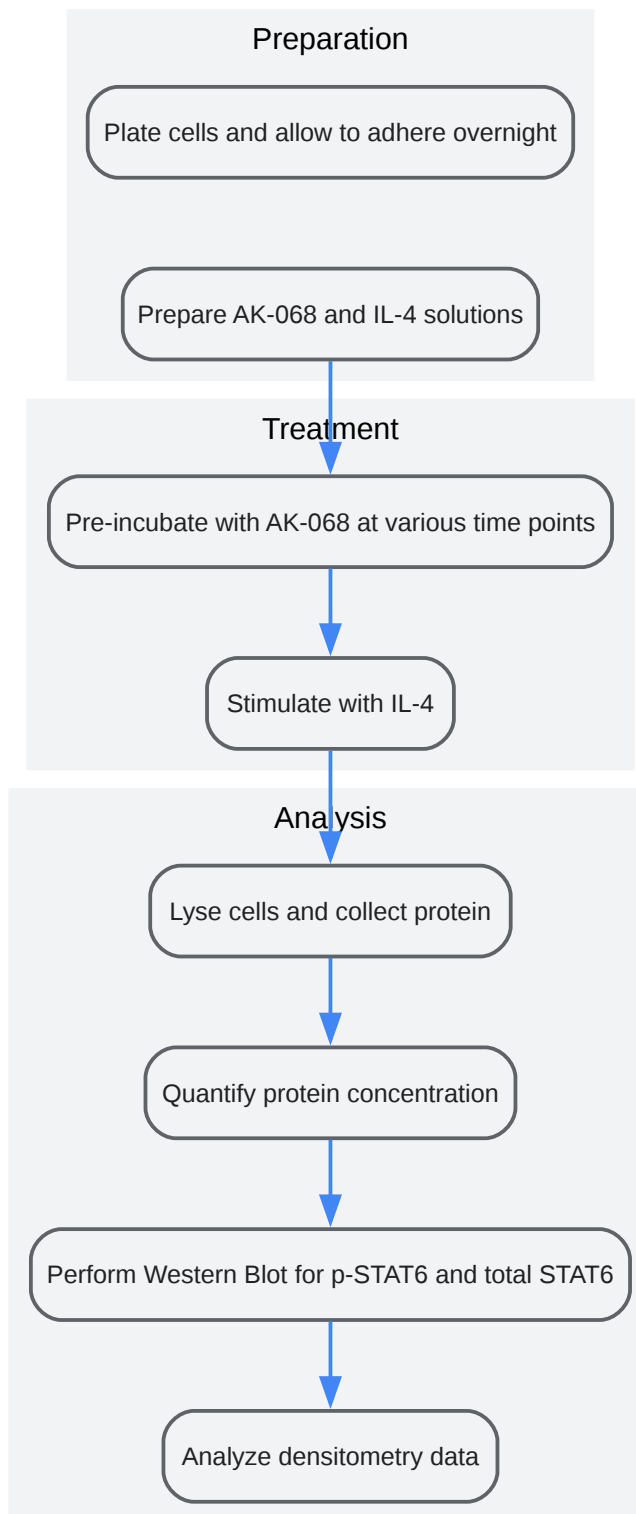 Preparation
Plate cells and allow to adhere overnight
Prepare AK-068 and IL-4 solutions
Treatment
Pre-incubate with AK-068 at various time points
Stimulate with IL-4
Analysis
Lyse cells and collect protein
Quantify protein concentration
Perform Western Blot for p-STAT6 and total STAT6
Analyze densitometry data